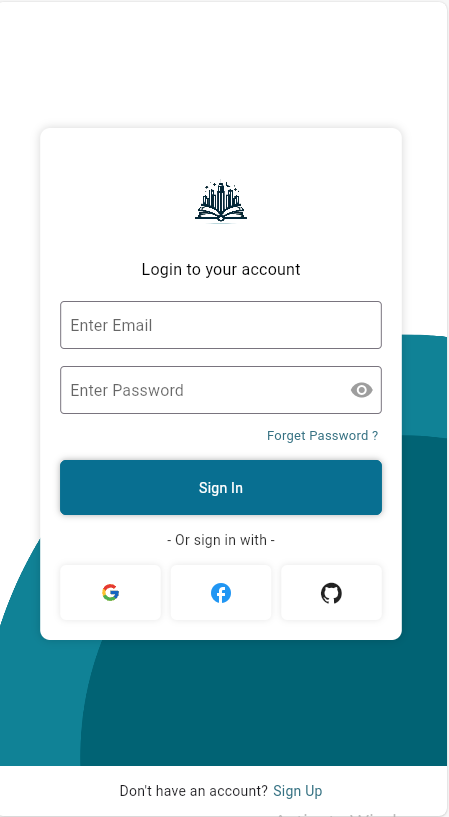 Login to your account
Enter Email
Enter Password
Forget Password ?
Sign In
- Or sign in with -
Don't have an account? Sign Up